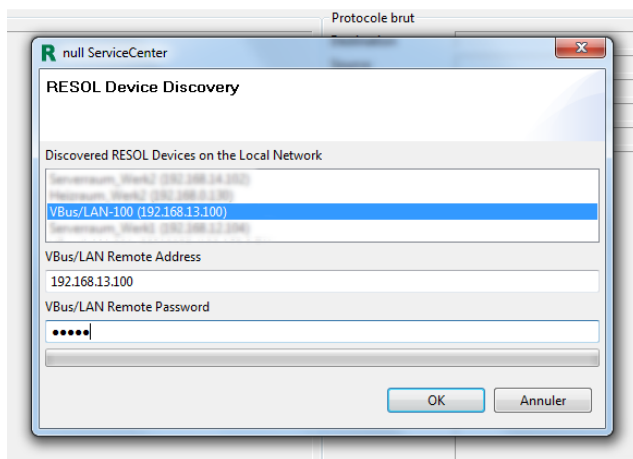 Protocole brut
null ServiceCenter
RESOL Device Discovery
Discovered RESOL Devices on the Local Network
VBus/LAN-100 (192.168.13.100)
VBus/LAN Remote Address
192.168.13.100
VBus/LAN Remote Password
●●●●●
OK
Annuler